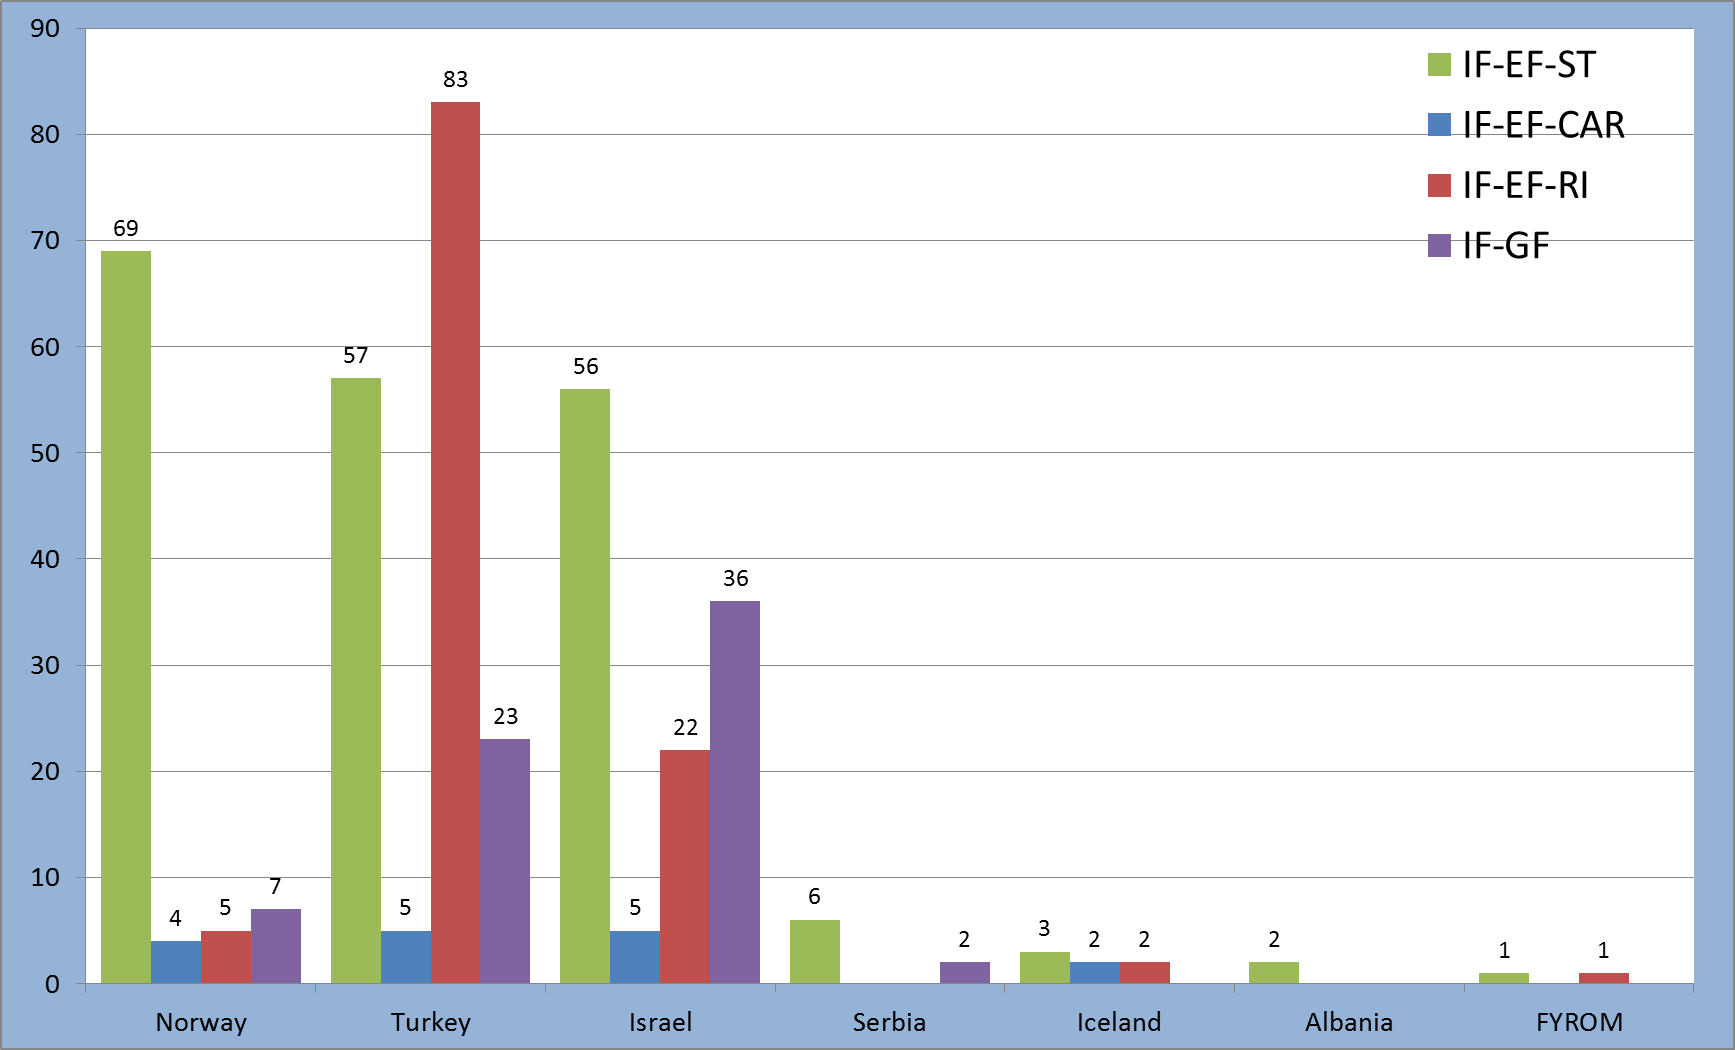 90
80
70
60
50
40
30
20
10
0
IF-EF-ST
IF-EF-CAR
IF-EF-RI
IF-GF
69 4 5 7
57 5 83 23
56 5 22 36
6 2
3 2 2
2
1 1
Norway Turkey Israel Serbia Iceland Albania FYROM